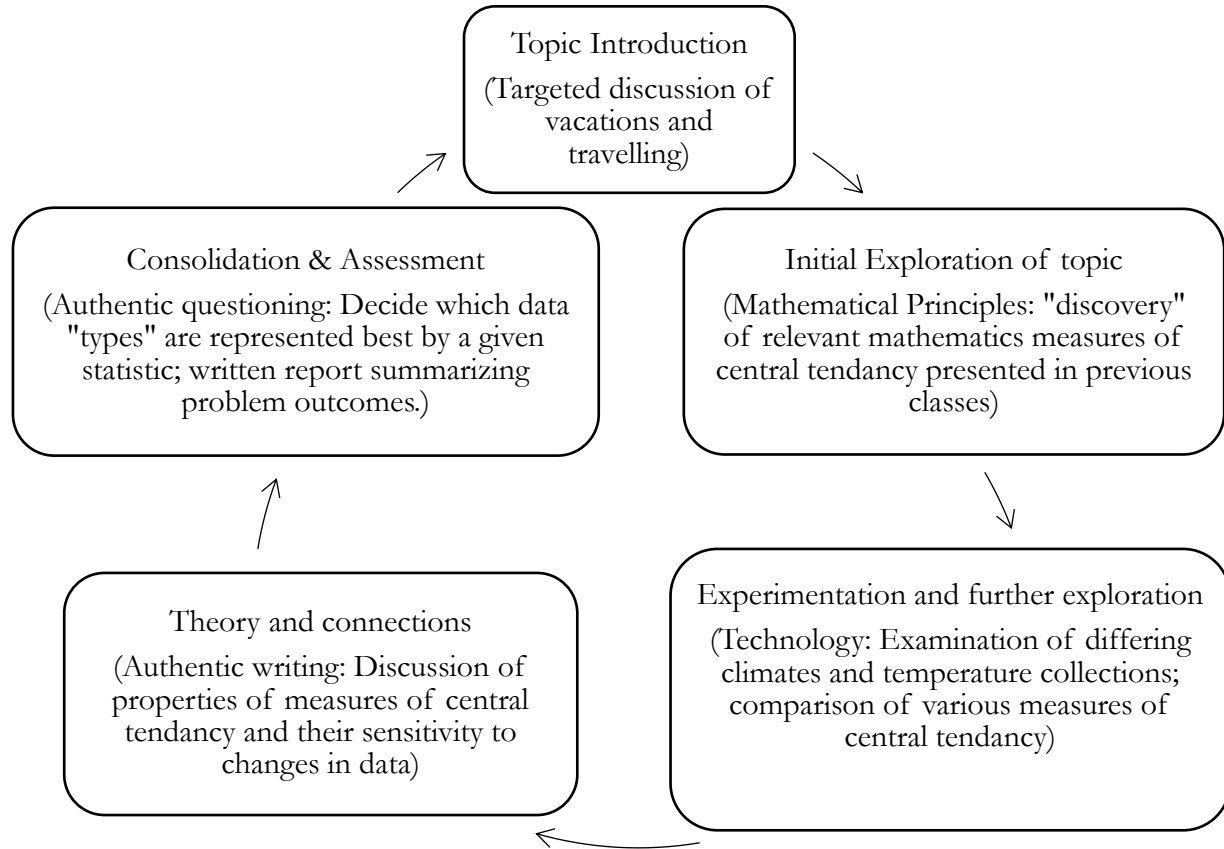 Topic Introduction
(Targeted discussion of
vacations and
travelling)
Initial Exploration of topic
(Mathematical Principles: "discovery"
of relevant mathematics measures of
central tendancy presented in previous
classes)
Experimentation and further exploration
(Technology: Examination of differing
climates and temperature collections;
comparison of various measures of
central tendancy)
Theory and connections
(Authentic writing: Discussion of
properties of measures of central
tendancy and their sensitivity to
changes in data)
Consolidation & Assessment
(Authentic questioning: Decide which data
"types" are represented best by a given
statistic; written report summarizing
problem outcomes.)